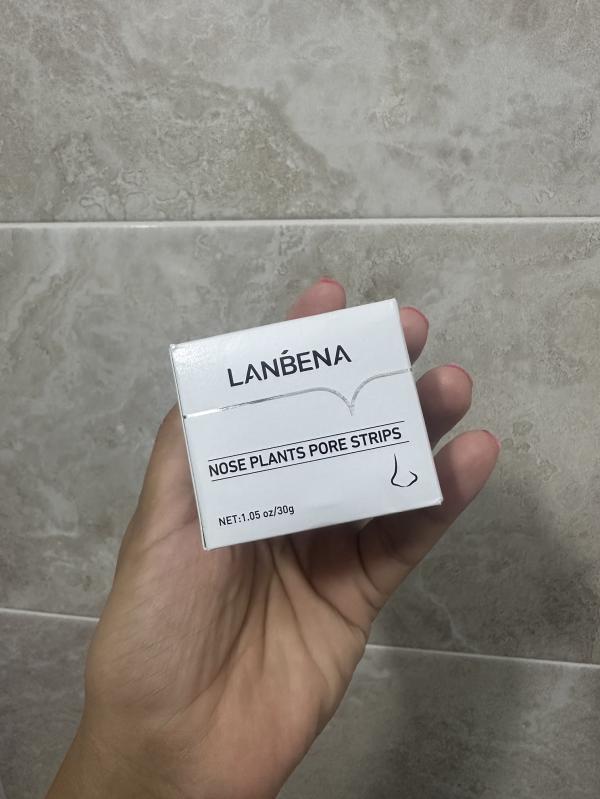 LANBENA
NOSE PLANTS PORE STRIPS
NET:1.05 oz/30g